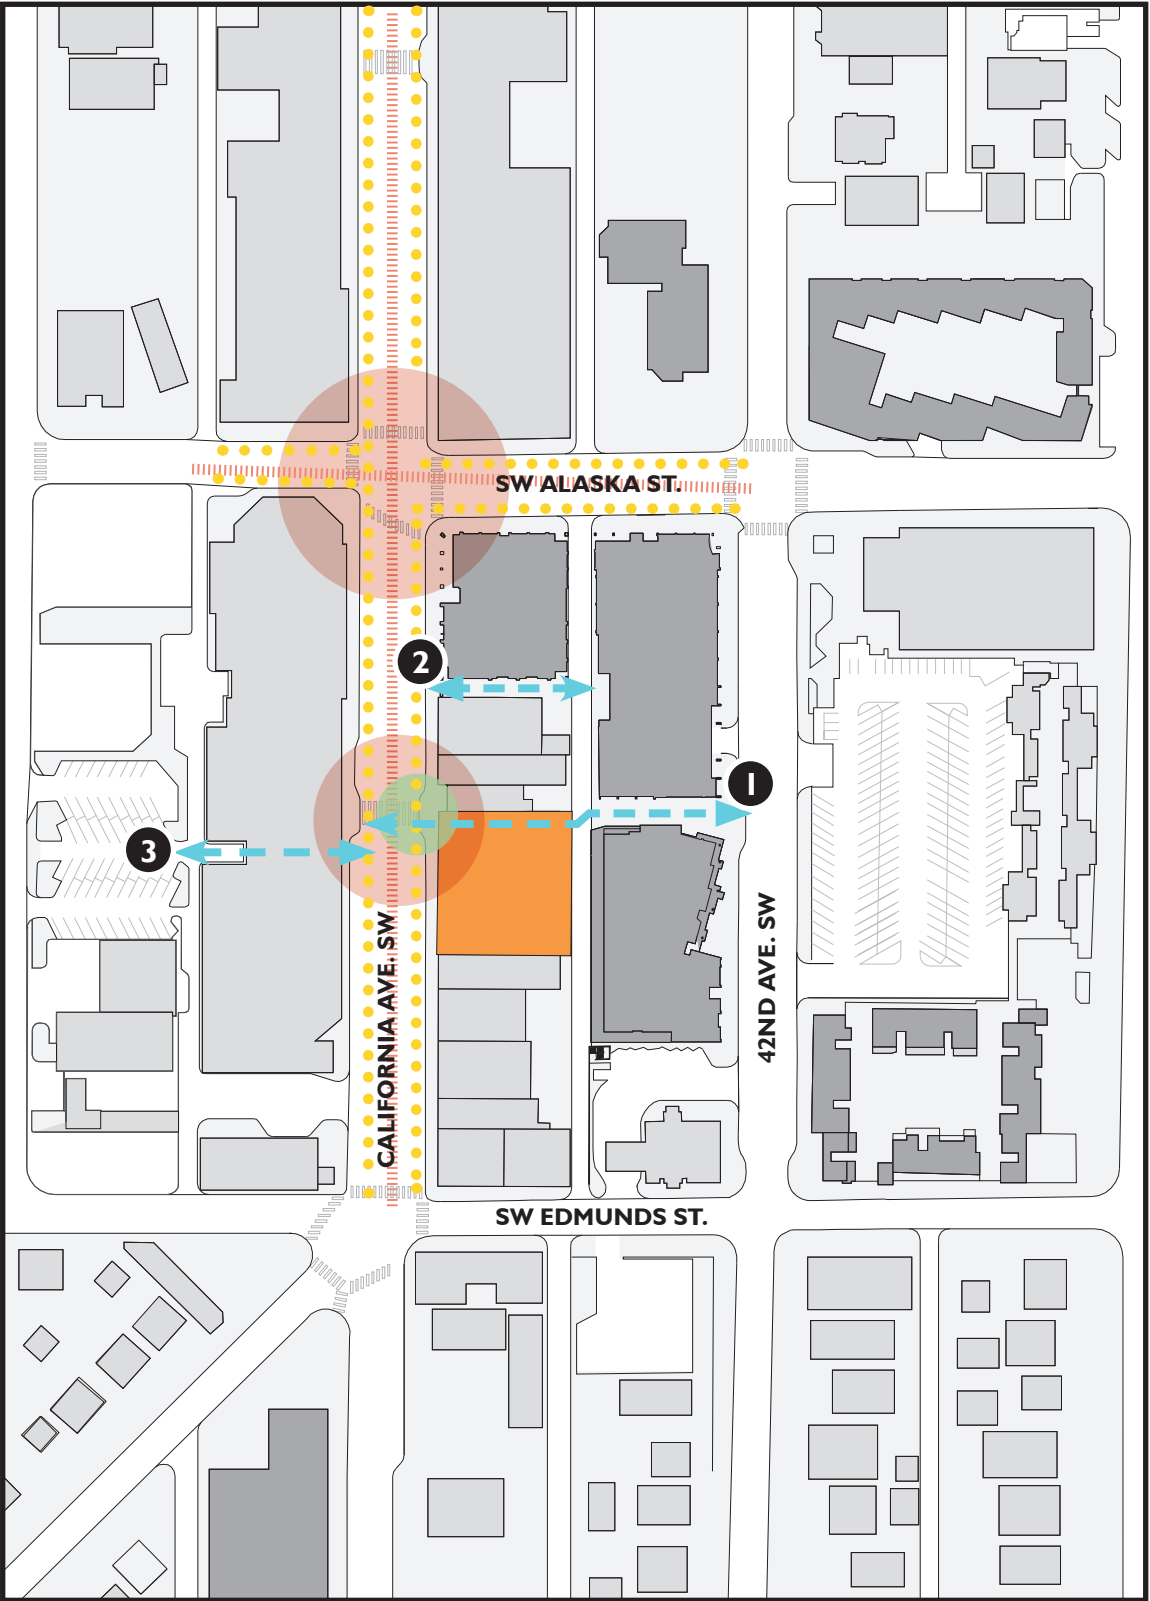 SW ALASKA ST.
2
1
3
CALIFORNIA AVE. SW
42ND AVE. SW
SW EDMUNDS ST.